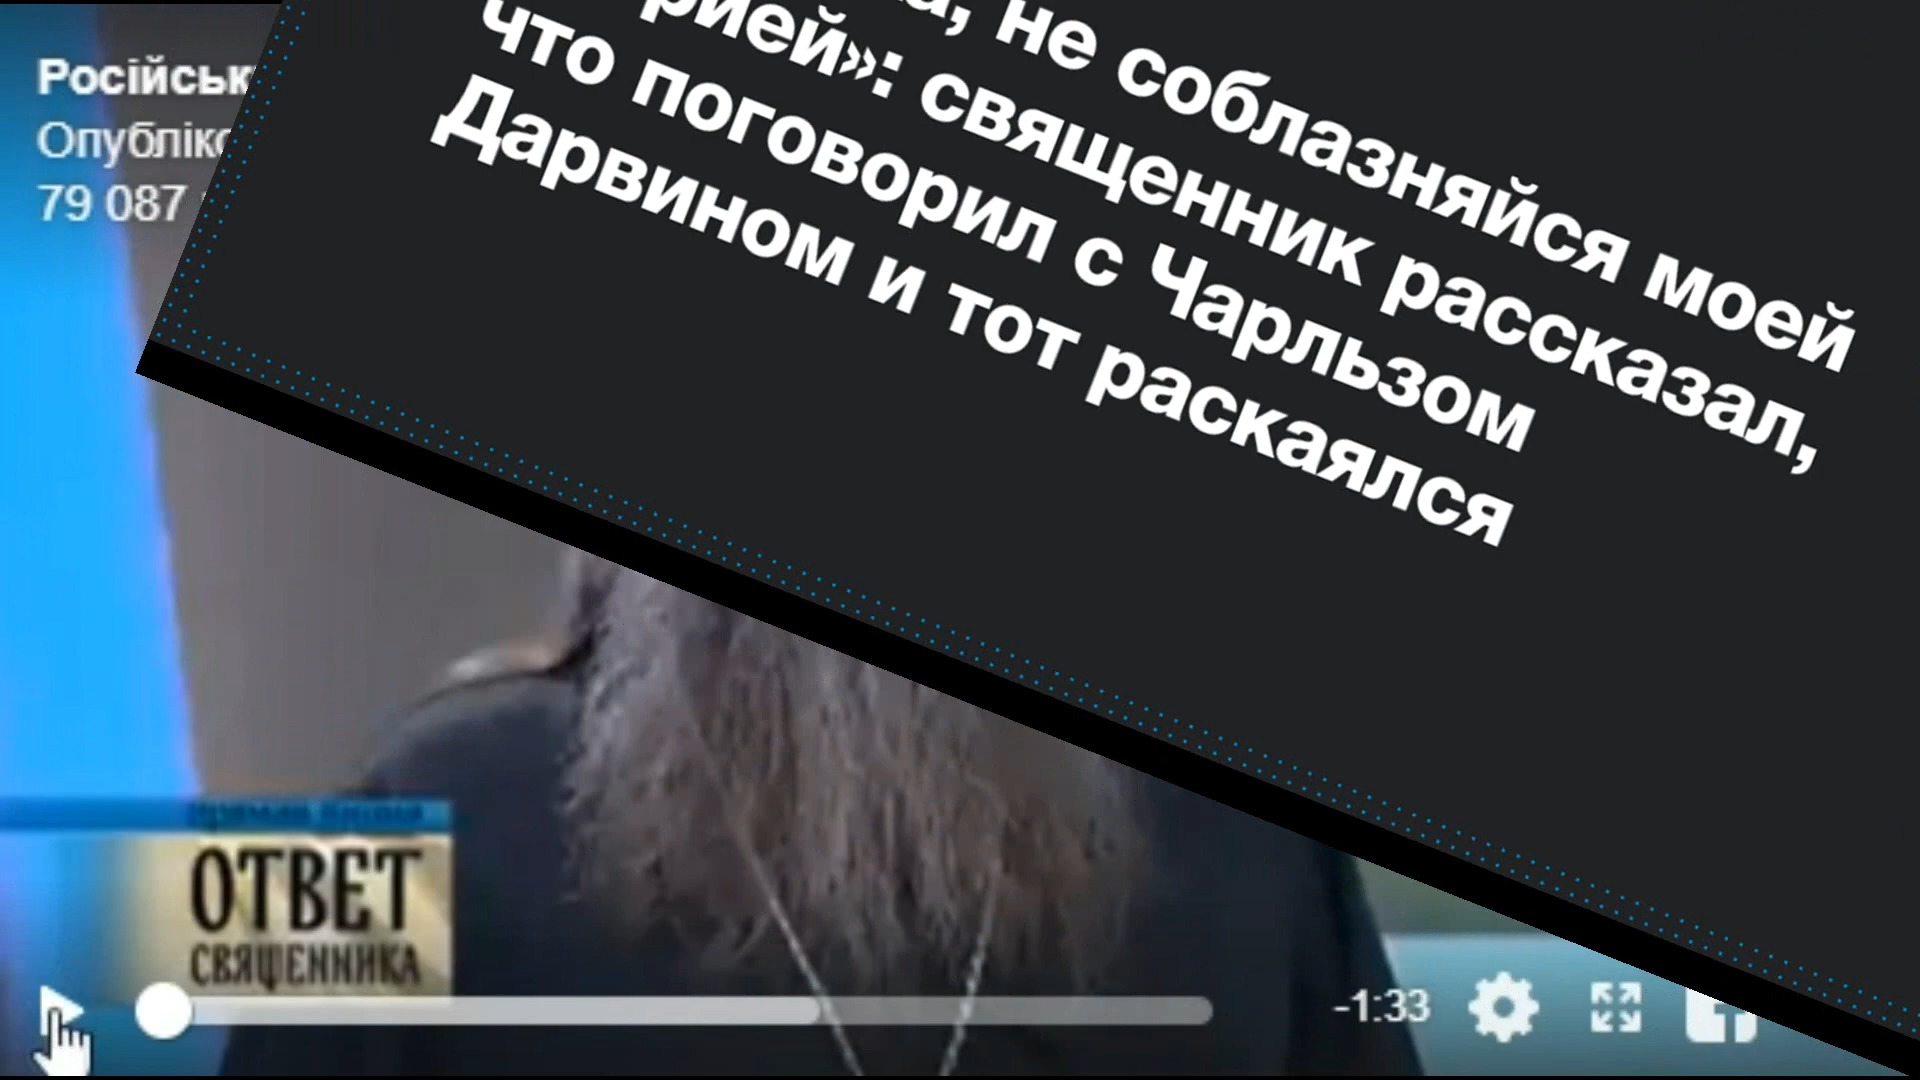 Російськ
Опубліко
79 087
не соблазняйся моей
рией»: священник рассказал,
что поговорил с Чарльзом
Дарвином и тот раскаялся
ОТВЕТ
СВЯЩЕННИКА
-1:33